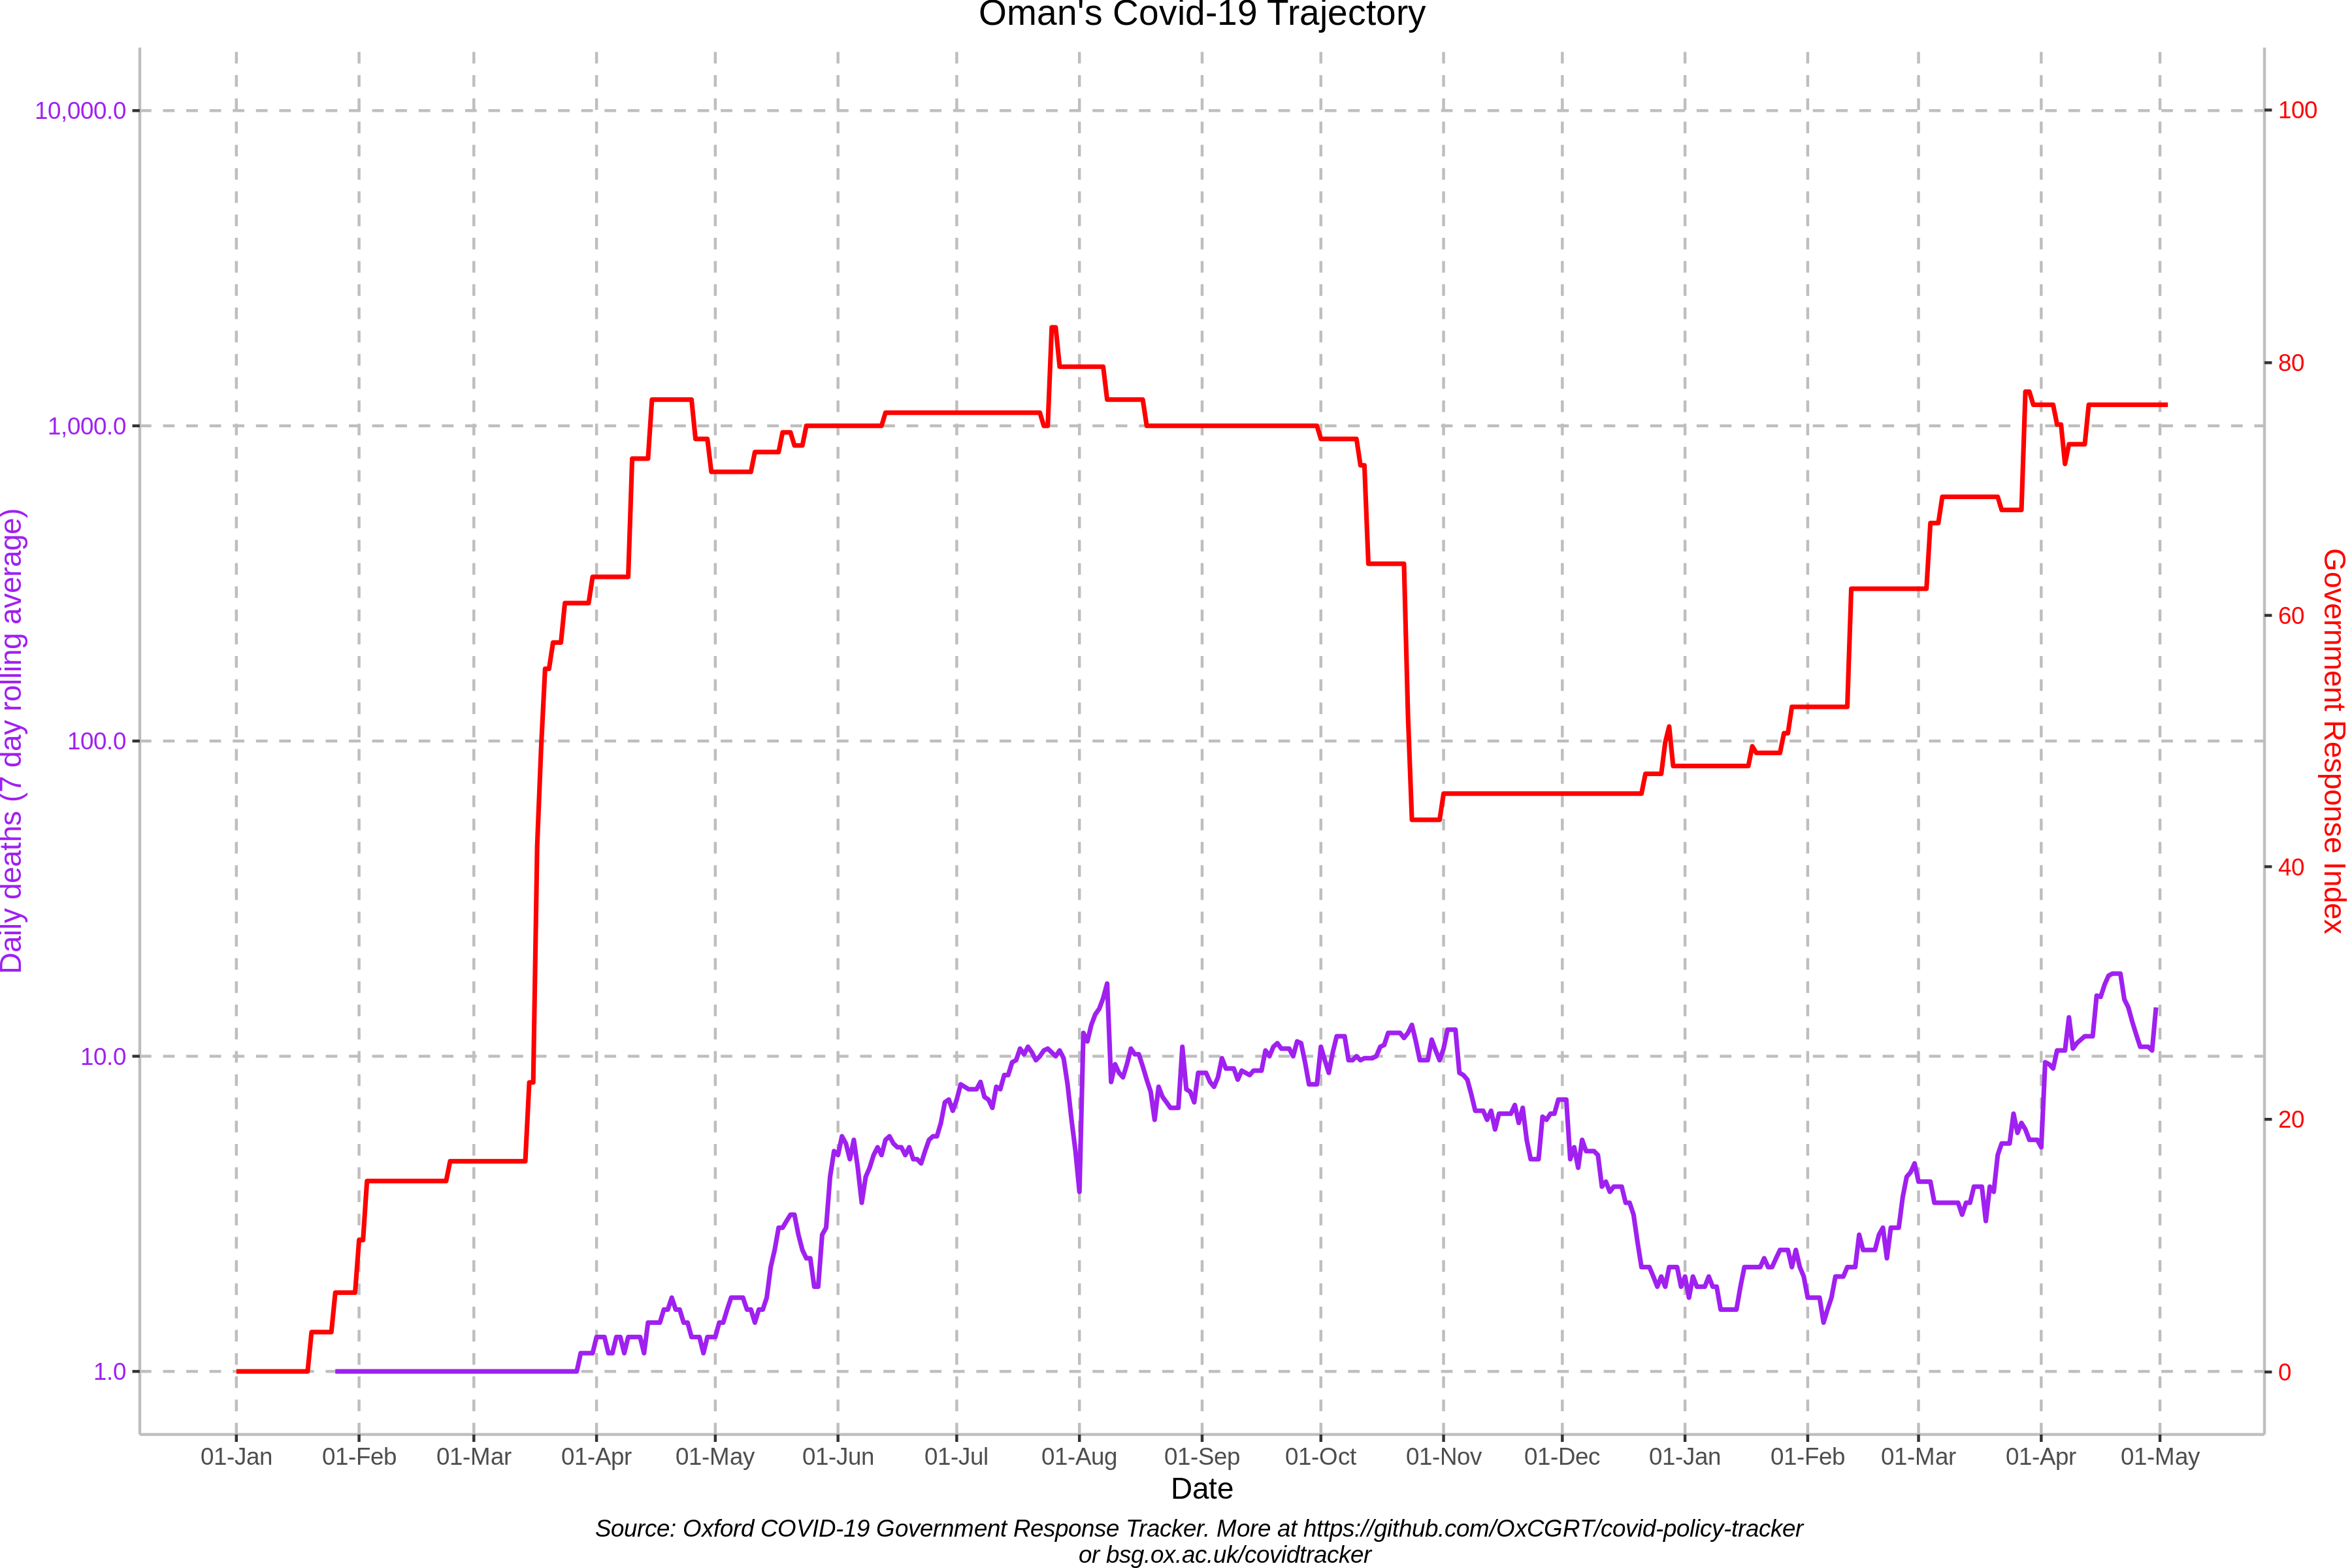 Oman's Covid-19 Trajectory
10,000.0
1,000.0
100.0
10.0
1.0
Daily deaths (7 day rolling average)
100
80
60
40
20
0
Government Response Index
01-Jan 01-Feb 01-Mar 01-Apr 01-May 01-Jun 01-Jul 01-Aug 01-Sep 01-Oct 01-Nov 01-Dec 01-Jan 01-Feb 01-Mar 01-Apr 01-May
Date
Source: Oxford COVID-19 Government Response Tracker. More at https://github.com/OxCGRT/covid-policy-tracker
or bsg.ox.ac.uk/covidtracker